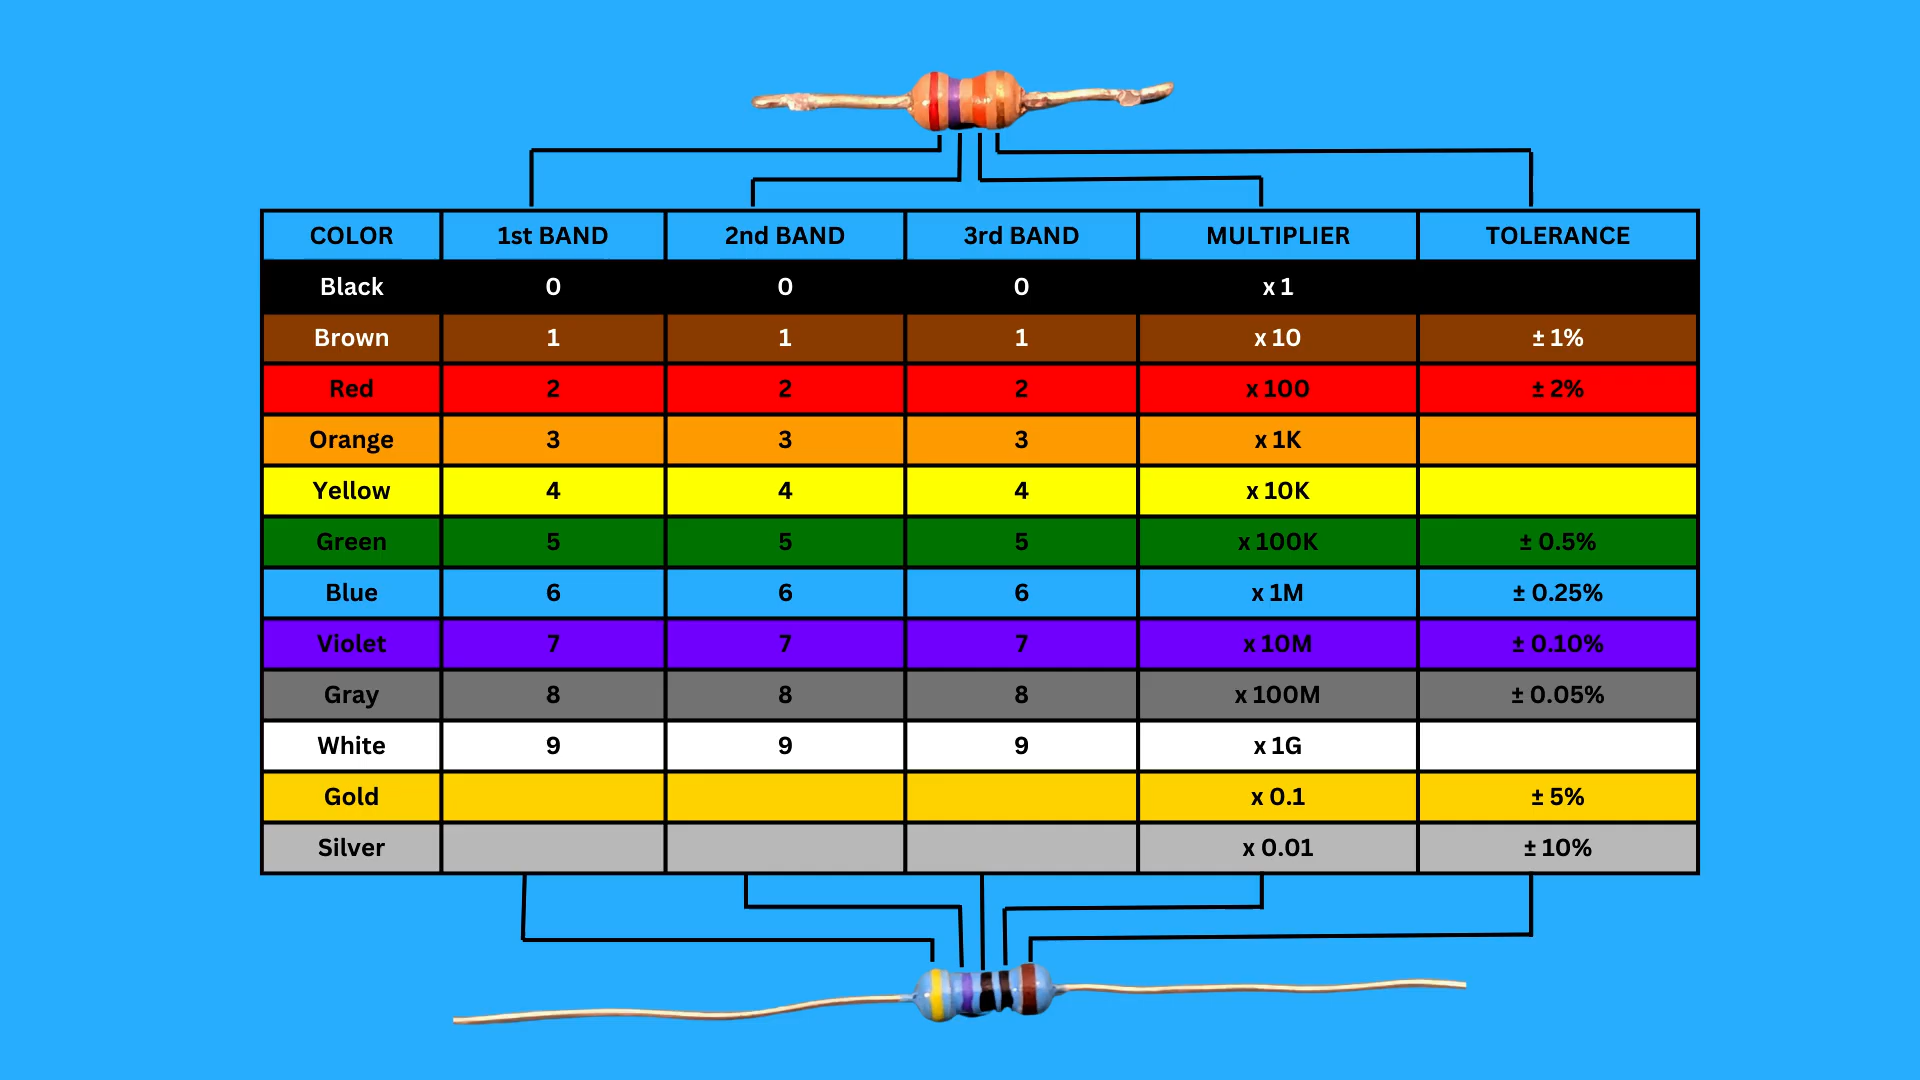 COLOR 1st BAND 2nd BAND 3rd BAND MULTIPLIER TOLERANCE
Black 0 0 0 x 1
Brown 1 1 1 x 10 ± 1%
Red 2 2 2 x 100 ± 2%
Orange 3 3 3 x 1K
Yellow 4 4 4 x 10K
Green 5 5 5 x 100K ± 0.5%
Blue 6 6 6 x 1M ± 0.25%
Violet 7 7 7 x 10M ± 0.10%
Gray 8 8 8 x 100M ± 0.05%
White 9 9 9 x 1G
Gold x 0.1 ± 5%
Silver x 0.01 ± 10%